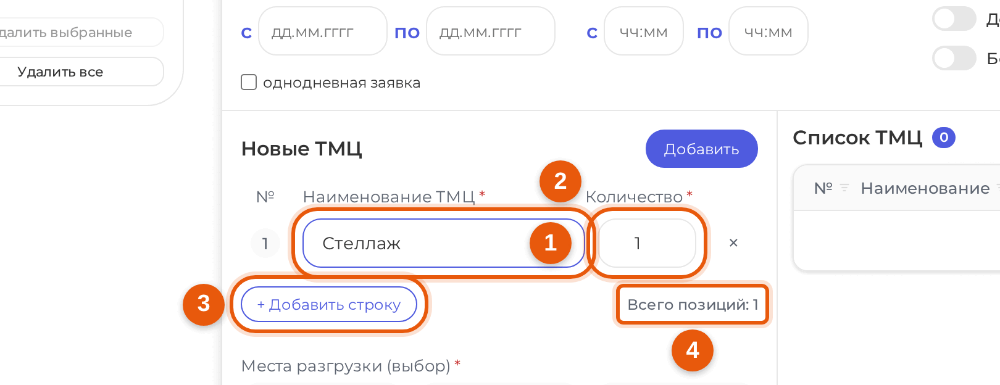 далить выбранные
Удалить все
с дд.мм.гггг по дд.мм.гггг с чч:мм по чч:мм
однодневная заявка
Новые ТМЦ
Добавить
№ Наименование ТМЦ * Количество *
2
1 Стеллаж 1 1 ×
3
+ Добавить строку
Всего позиций: 1
4
Места разгрузки (выбор) *
Список ТМЦ 0
№ Наименование